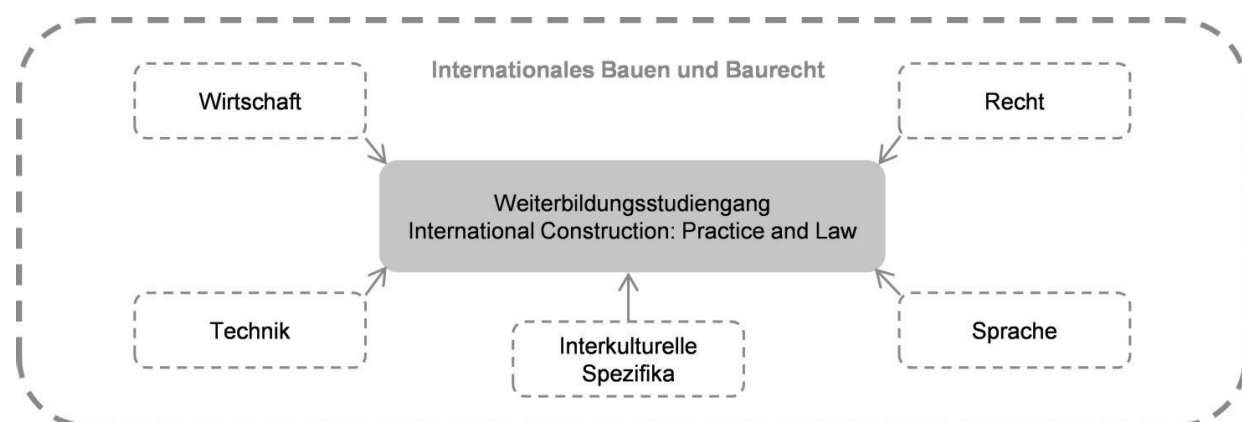 Internationales Bauen und Baurecht
Wirtschaft
Recht
Weiterbildungsstudiengang
International Construction: Practice and Law
Technik
Interkulturelle
Spezifika
Sprache